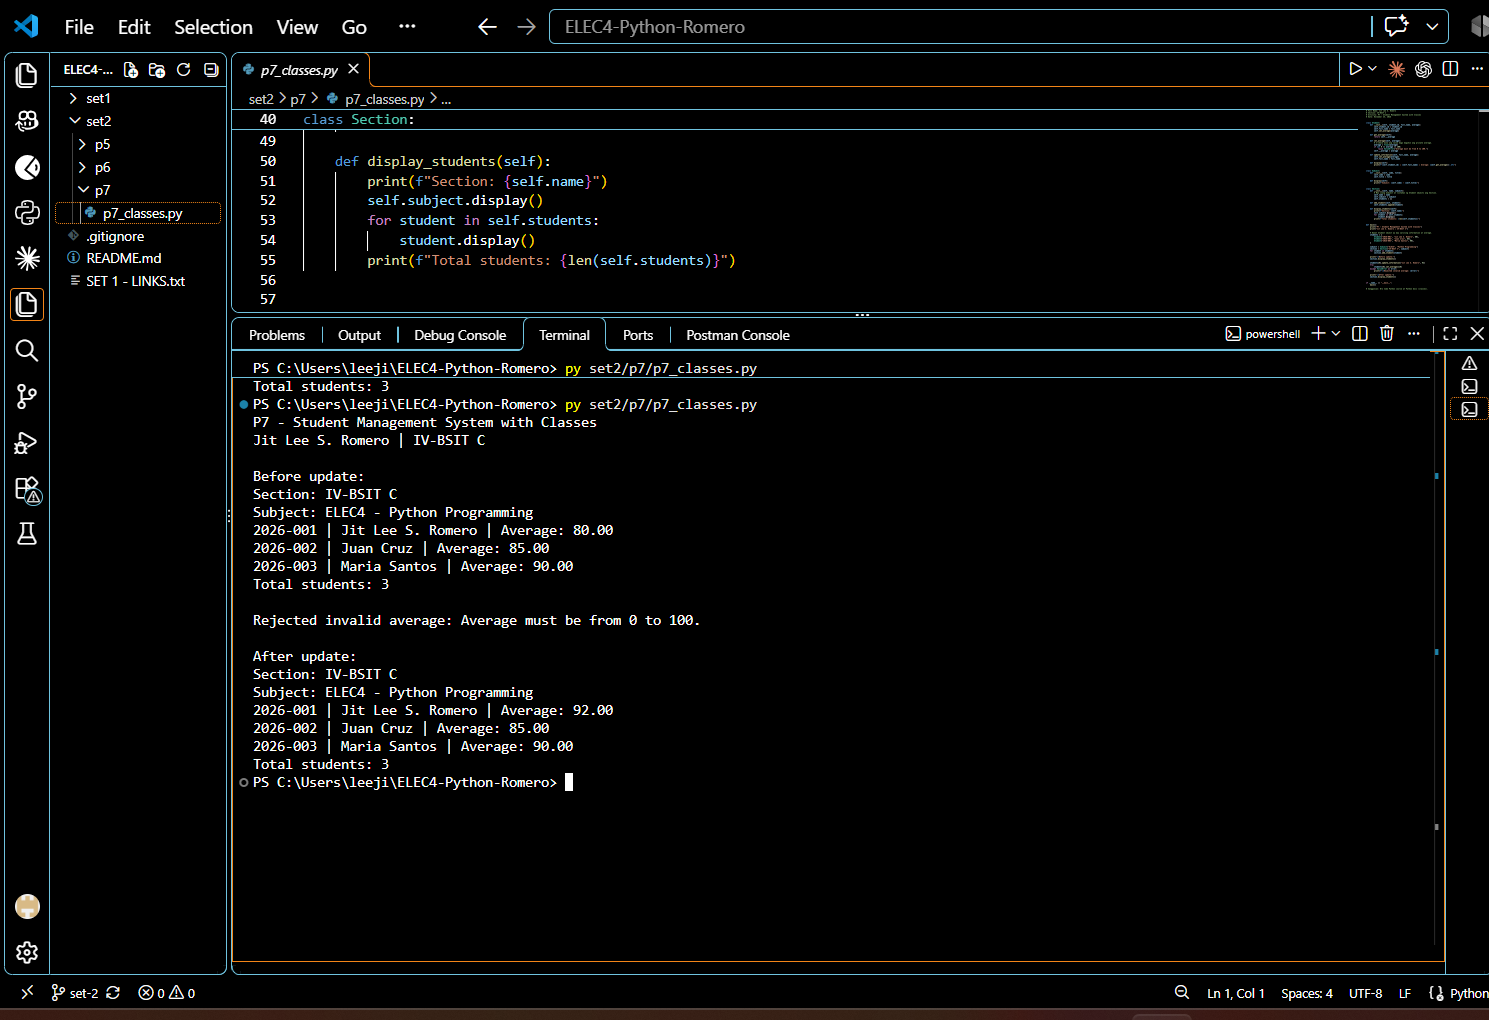 File Edit Selection View Go ··· ELEC4-Python-Romero
ELEC4-...
set1
set2
p5
p6
p7
p7_classes.py
.gitignore
README.md
SET 1 - LINKS.txt
p7_classes.py
set2 > p7 > p7_classes.py > ...
40 class Section:
49
50 def display_students(self):
51 print(f"Section: {self.name}")
52 self.subject.display()
53 for student in self.students:
54 student.display()
55 print(f"Total students: {len(self.students)}")
56
57
Problems Output Debug Console Terminal Ports Postman Console powershell
PS C:\Users\leeji\ELEC4-Python-Romero> py set2/p7/p7_classes.py
Total students: 3
PS C:\Users\leeji\ELEC4-Python-Romero> py set2/p7/p7_classes.py
P7 - Student Management System with Classes
Jit Lee S. Romero | IV-BSIT C
Before update:
Section: IV-BSIT C
Subject: ELEC4 - Python Programming
2026-001 | Jit Lee S. Romero | Average: 80.00
2026-002 | Juan Cruz | Average: 85.00
2026-003 | Maria Santos | Average: 90.00
Total students: 3
Rejected invalid average: Average must be from 0 to 100.
After update:
Section: IV-BSIT C
Subject: ELEC4 - Python Programming
2026-001 | Jit Lee S. Romero | Average: 92.00
2026-002 | Juan Cruz | Average: 85.00
2026-003 | Maria Santos | Average: 90.00
Total students: 3
PS C:\Users\leeji\ELEC4-Python-Romero>
set-2 0 0 Ln 1, Col 1 Spaces: 4 UTF-8 LF Python